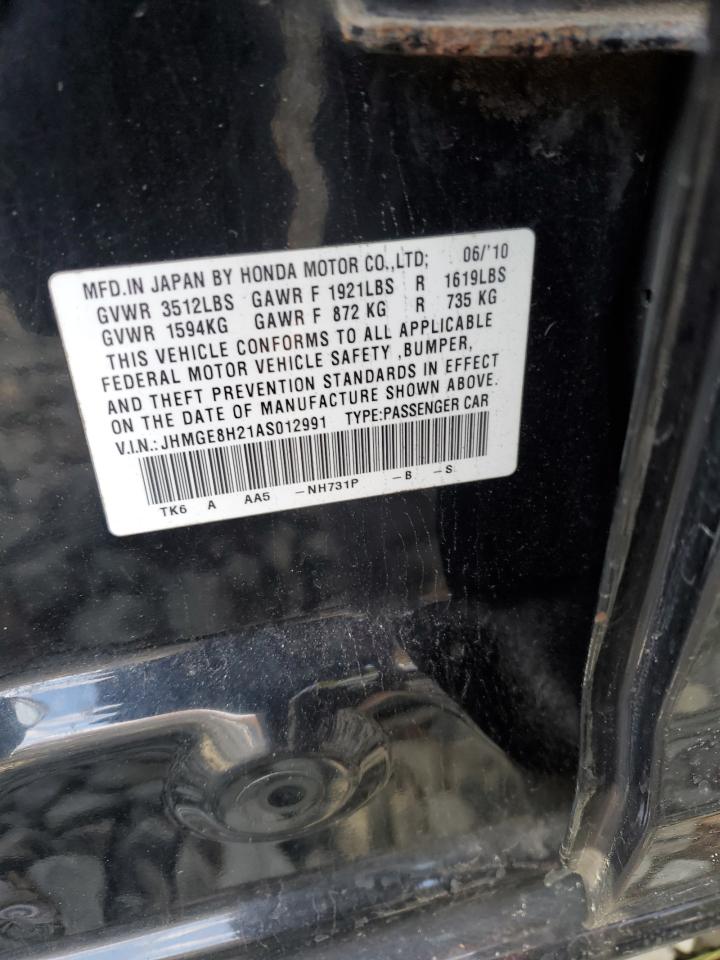 MFD.IN JAPAN BY HONDA MOTOR CO.,LTD; 06/'10
GVWR 3512LBS GAWR F 1921LBS R 1619LBS
GVWR 1594KG GAWR F 872 KG R 735 KG
THIS VEHICLE CONFORMS TO ALL APPLICABLE
FEDERAL MOTOR VEHICLE SAFETY ,BUMPER,
AND THEFT PREVENTION STANDARDS IN EFFECT
ON THE DATE OF MANUFACTURE SHOWN ABOVE.
V.I.N.: JHMGE8H21AS012991 TYPE:PASSENGER CAR
TK6 A AA5 -NH731P -B -S